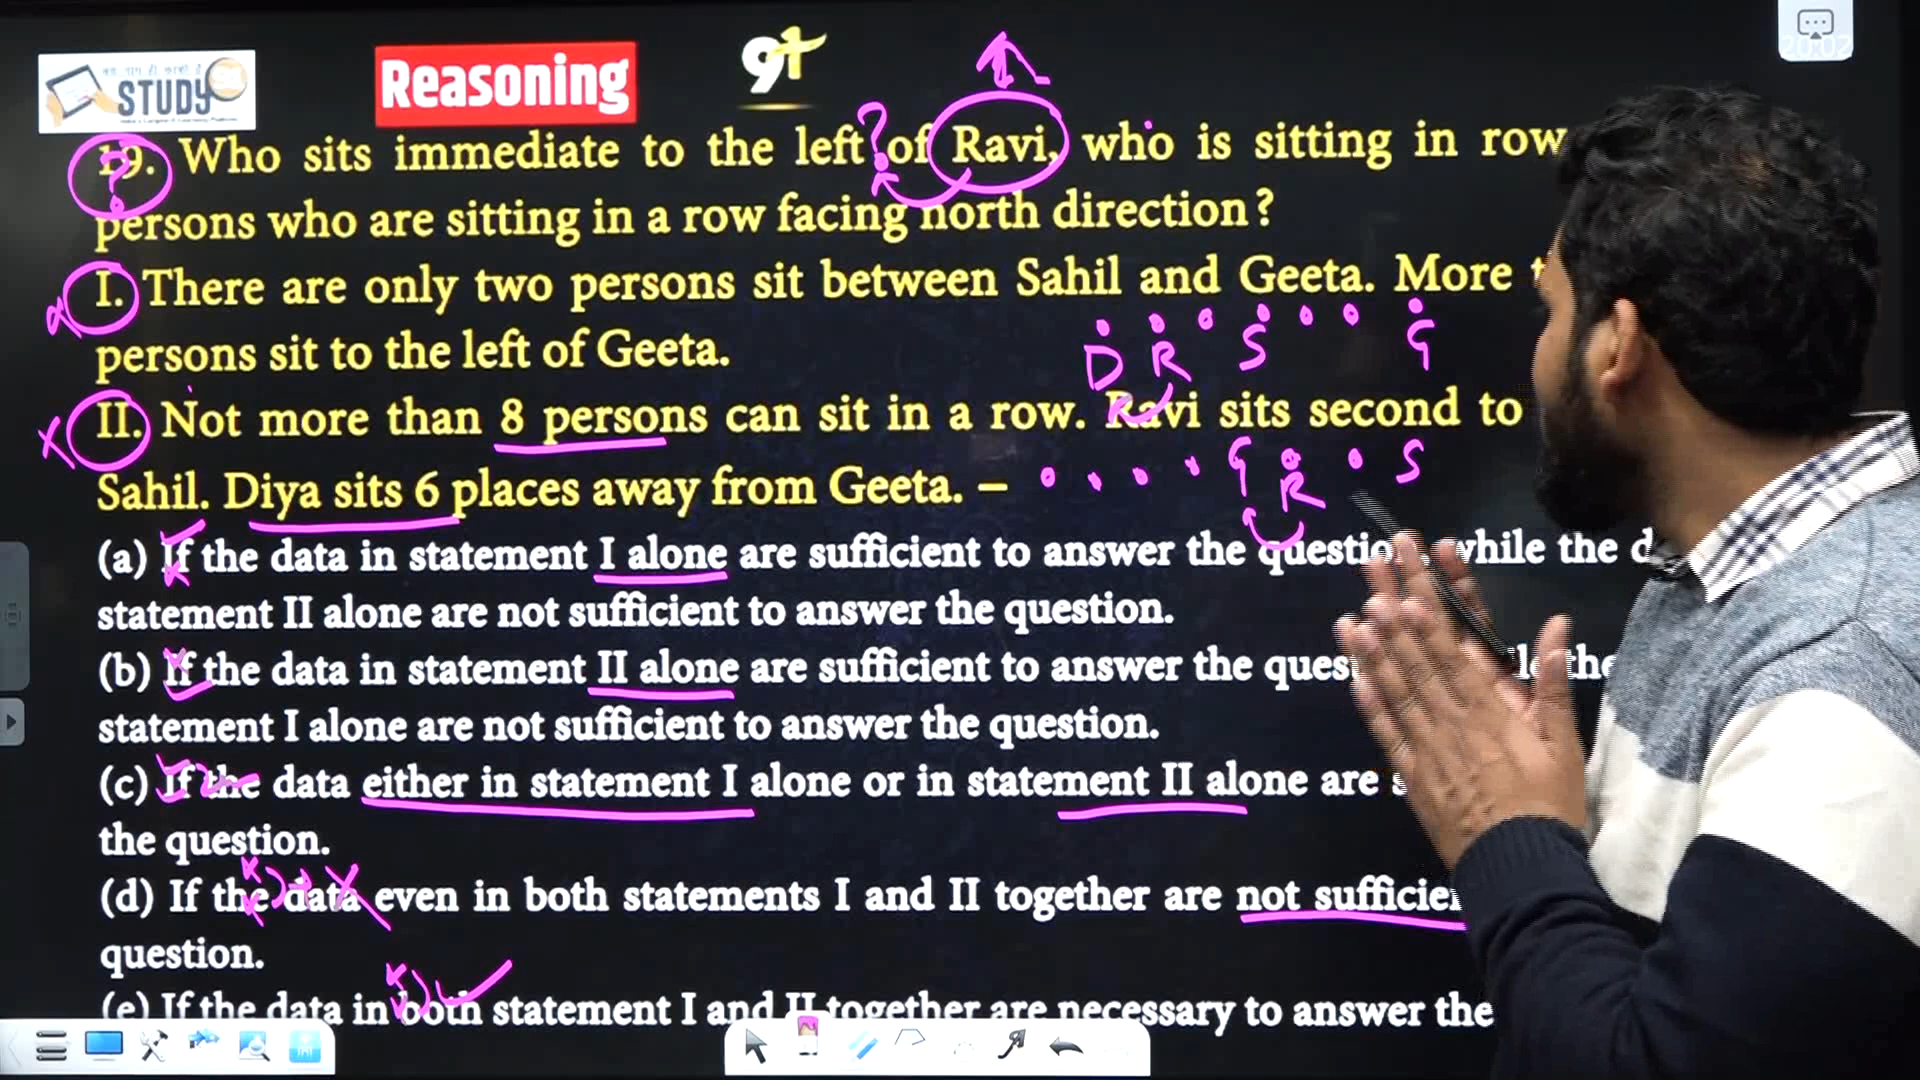 STUDY
Reasoning
91
20:02
19. Who sits immediate to the left ? of Ravi, who is sitting in row
persons who are sitting in a row facing north direction?
I. There are only two persons sit between Sahil and Geeta. More
persons sit to the left of Geeta.
D R S G
II. Not more than 8 persons can sit in a row. Ravi sits second to
Sahil. Diya sits 6 places away from Geeta. –
G R S
(a) If the data in statement I alone are sufficient to answer the question, while the
statement II alone are not sufficient to answer the question.
(b) If the data in statement II alone are sufficient to answer the
statement I alone are not sufficient to answer the question.
(c) If the data either in statement I alone or in statement II alone are
the question.
(d) If the data even in both statements I and II together are not
question.
(e) If the data in both statement I and II together are necessary to answer the